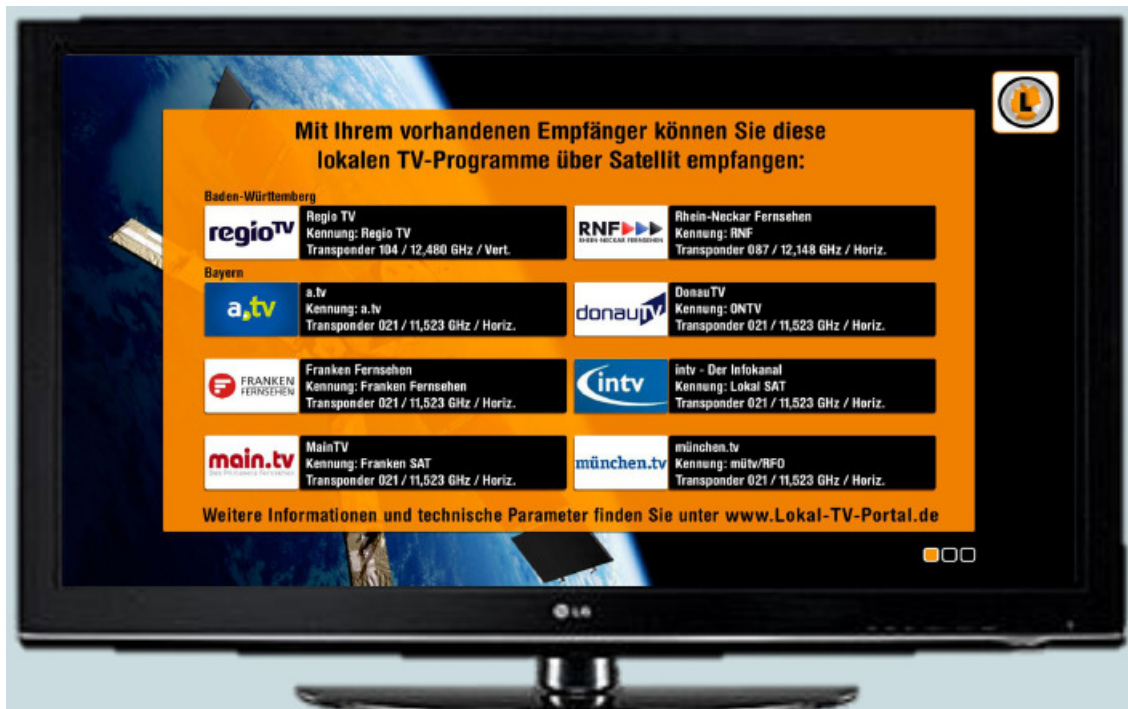 L
Mit Ihrem vorhandenen Empfänger können Sie diese
lokalen TV-Programme über Satellit empfangen:
Baden-Württemberg
regioTV
Regio TV
Kennung: Regio TV
Transponder 104 / 12,480 GHz / Vert.
RNF
RHEIN-NECKAR FERNSEHEN
Rhein-Neckar Fernsehen
Kennung: RNF
Transponder 087 / 12,148 GHz / Horiz.
Bayern
a.tv
a.tv
Kennung: a.tv
Transponder 021 / 11,523 GHz / Horiz.
donauTV
DonauTV
Kennung: ONTV
Transponder 021 / 11,523 GHz / Horiz.
FRANKEN
FERNSEHEN
Franken Fernsehen
Kennung: Franken Fernsehen
Transponder 021 / 11,523 GHz / Horiz.
intv
intv - Der Infokanal
Kennung: Lokal SAT
Transponder 021 / 11,523 GHz / Horiz.
main.tv
MainTV
Kennung: Franken SAT
Transponder 021 / 11,523 GHz / Horiz.
münchen.tv
münchen.tv
Kennung: mütv/RFO
Transponder 021 / 11,523 GHz / Horiz.
Weitere Informationen und technische Parameter finden Sie unter www.Lokal-TV-Portal.de
LG